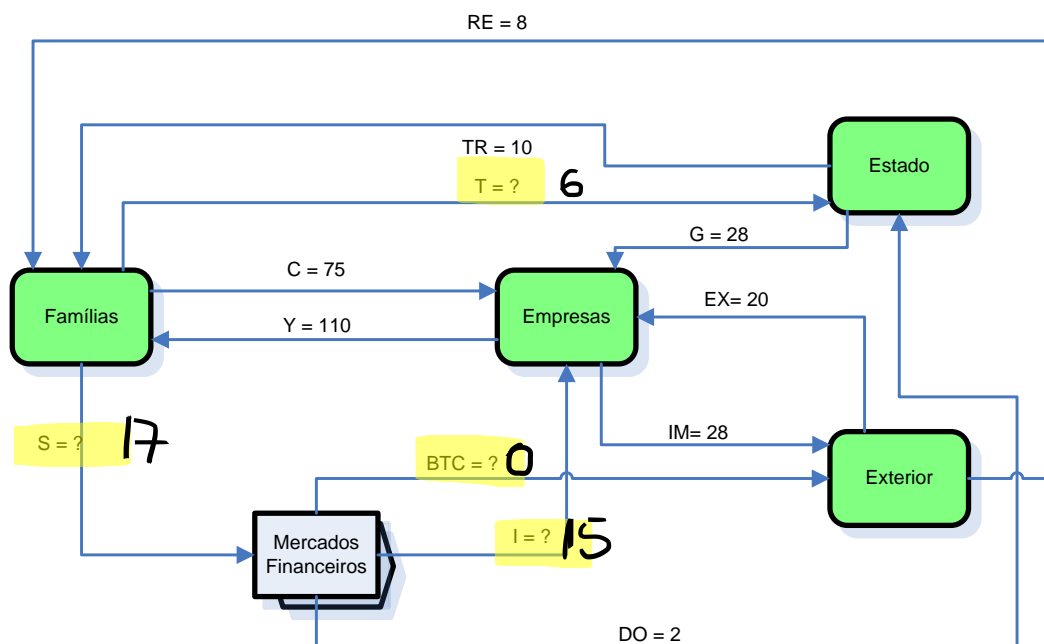 RE = 8
TR = 10
Estado
T = ? 6
G = 28
C = 75
EX= 20
Famílias
Empresas
Y = 110
S = ? 17
IM= 28
BTC = ? 0
Exterior
I = ? 15
Mercados
Financeiros
DO = 2